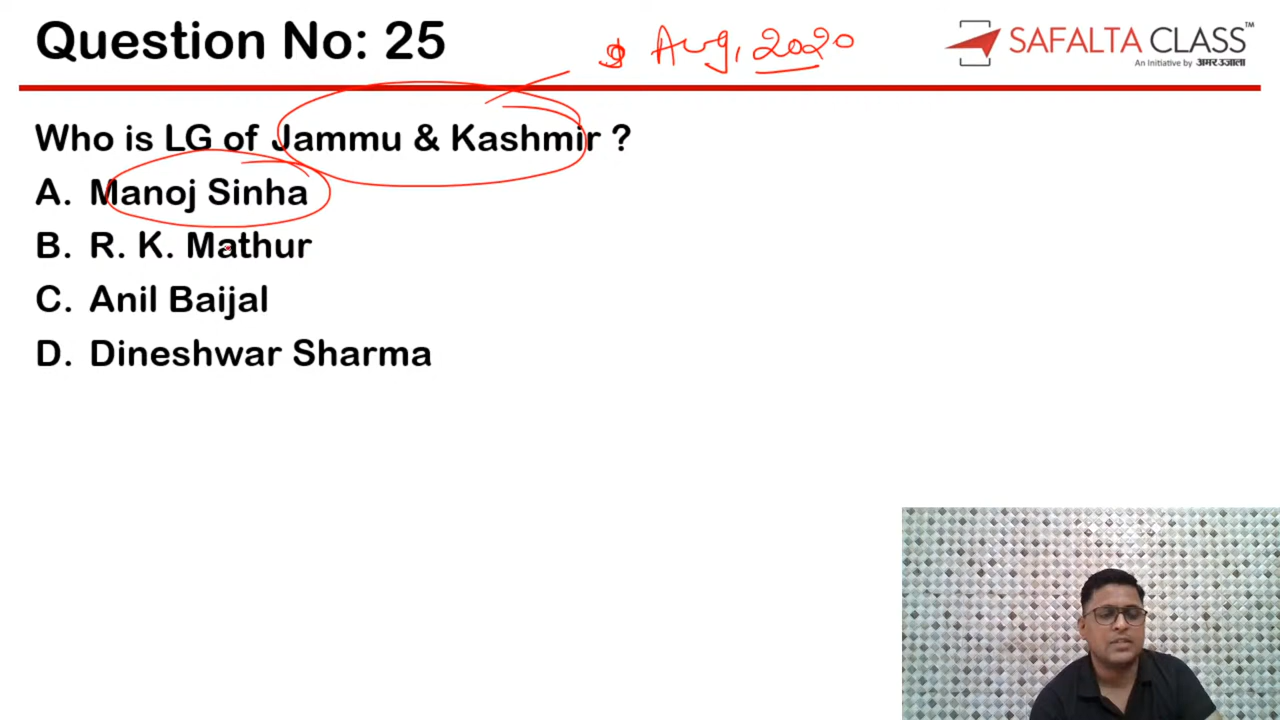 Question No: 25
Aug, 2020
SAFALTA CLASS™
An Initiative by अमर उजाला
Who is LG of Jammu & Kashmir ?
A. Manoj Sinha
B. R. K. Mathur
C. Anil Baijal
D. Dineshwar Sharma